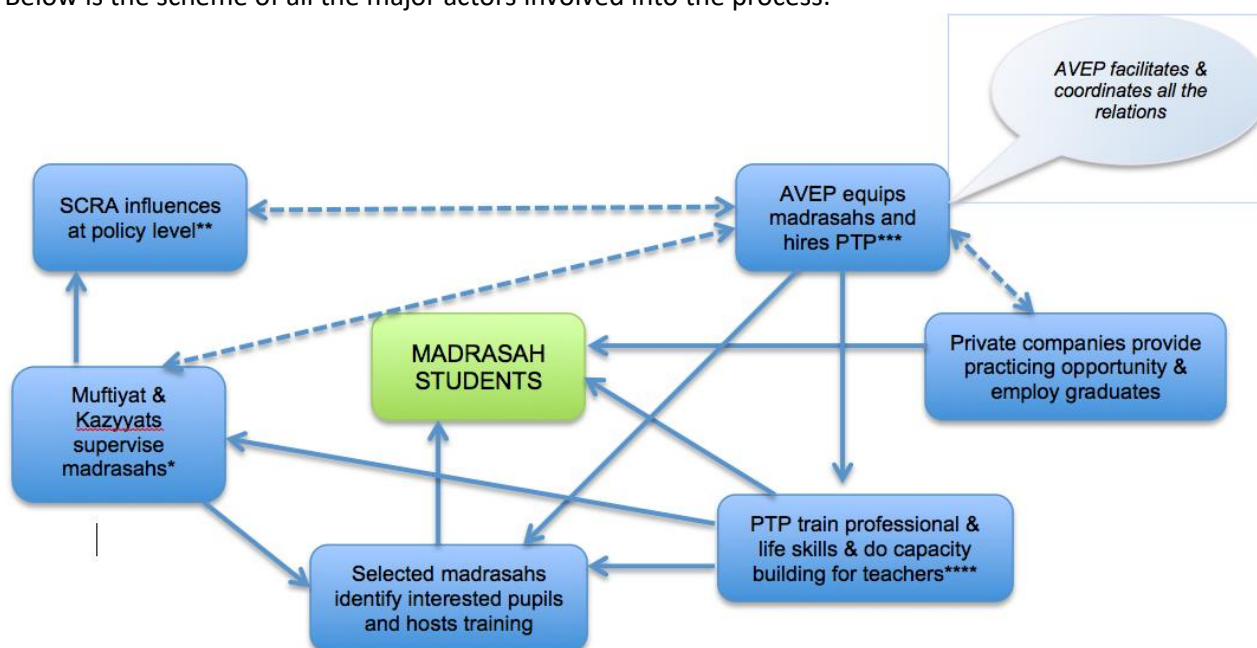 Below is the scheme of all the major actors involved into the process:
AVEP facilitates &
coordinates all the
relations
SCRA influences
at policy level**
AVEP equips
madrasahs and
hires PTP***
MADRASAH
STUDENTS
Private companies provide
practicing opportunity &
employ graduates
Muftiyat &
Kazyyats
supervise
madrasahs*
PTP train professional &
life skills & do capacity
building for teachers****
Selected madrasahs
identify interested pupils
and hosts training